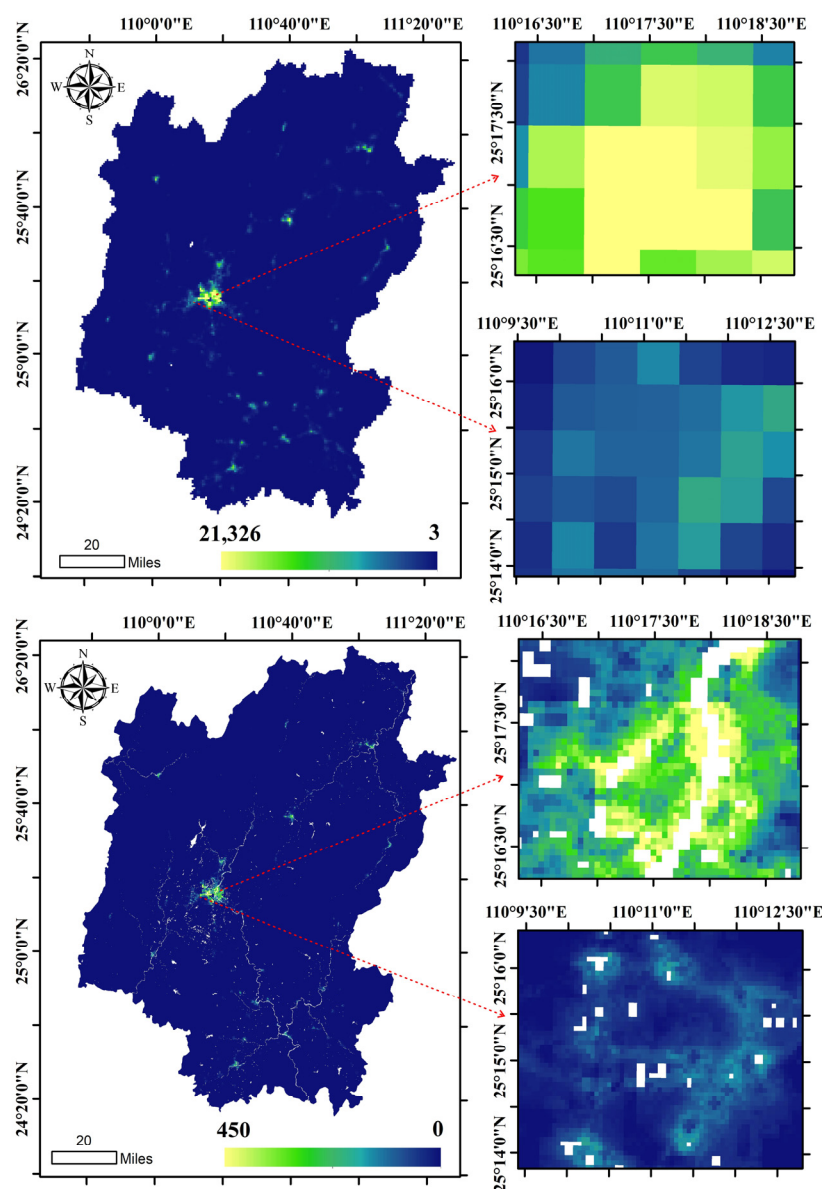 110°0'0"E 110°40'0"E 111°20'0"E
26°20'0"N
25°40'0"N
25°0'0"N
24°20'0"N
N
W E
S
21,326 3
20
Miles
110°16'30"E 110°17'30"E 110°18'30"E
25°17'30"N
25°16'30"N
110°9'30"E 110°11'0"E 110°12'30"E
25°16'0"N
25°15'0"N
25°14'0"N
110°0'0"E 110°40'0"E 111°20'0"E
26°20'0"N
25°40'0"N
25°0'0"N
24°20'0"N
N
W E
S
450 0
20
Miles
110°16'30"E 110°17'30"E 110°18'30"E
25°17'30"N
25°16'30"N
110°9'30"E 110°11'0"E 110°12'30"E
25°16'0"N
25°15'0"N
25°14'0"N